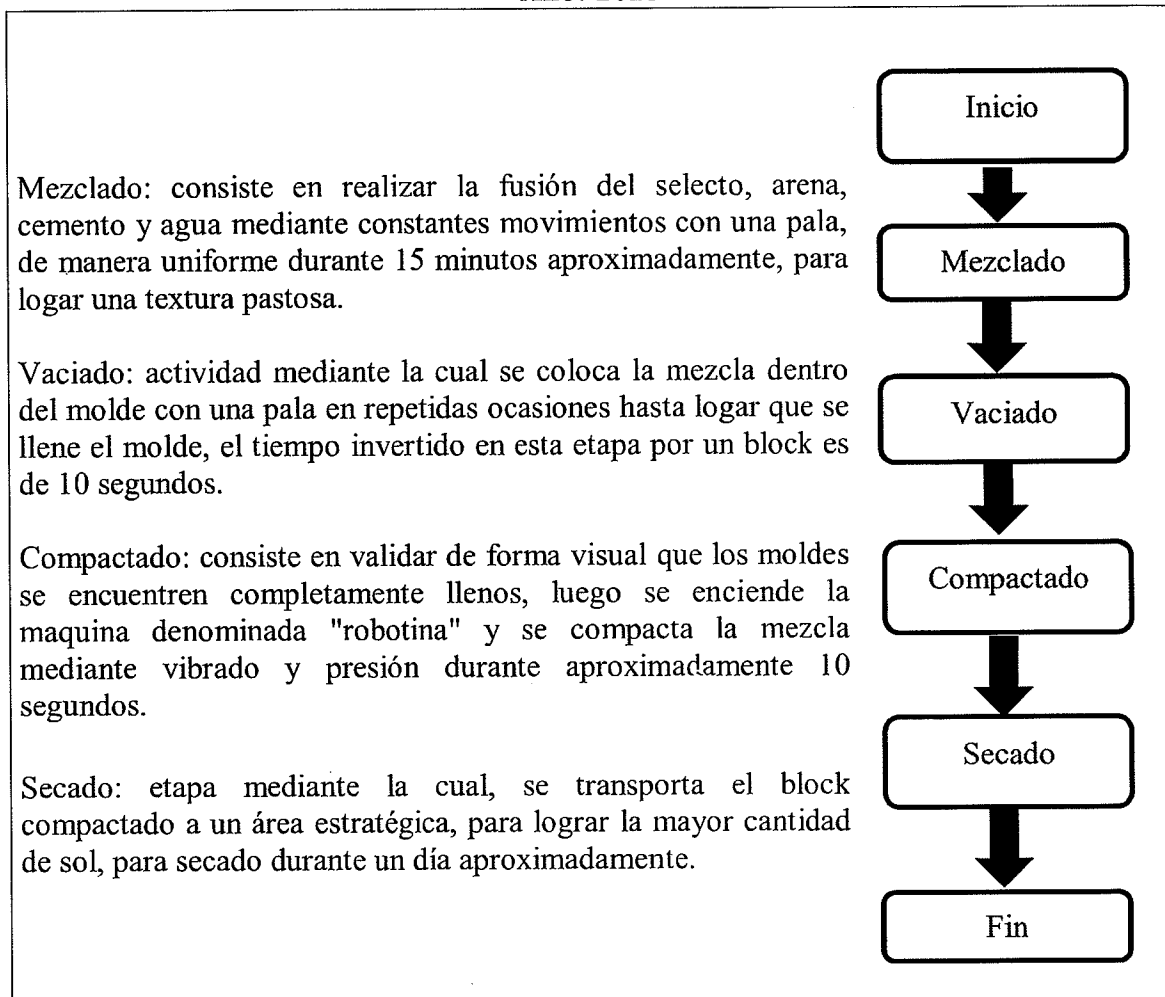 Inicio
Mezclado: consiste en realizar la fusión del selecto, arena,
cemento y agua mediante constantes movimientos con una pala,
de manera uniforme durante 15 minutos aproximadamente, para
logar una textura pastosa.
Mezclado
Vaciado: actividad mediante la cual se coloca la mezcla dentro
del molde con una pala en repetidas ocasiones hasta logar que se
llene el molde, el tiempo invertido en esta etapa por un block es
de 10 segundos.
Vaciado
Compactado: consiste en validar de forma visual que los moldes
se encuentren completamente llenos, luego se enciende la
maquina denominada "robotina" y se compacta la mezcla
mediante vibrado y presión durante aproximadamente 10
segundos.
Compactado
Secado: etapa mediante la cual, se transporta el block
compactado a un área estratégica, para lograr la mayor cantidad
de sol, para secado durante un día aproximadamente.
Secado
Fin